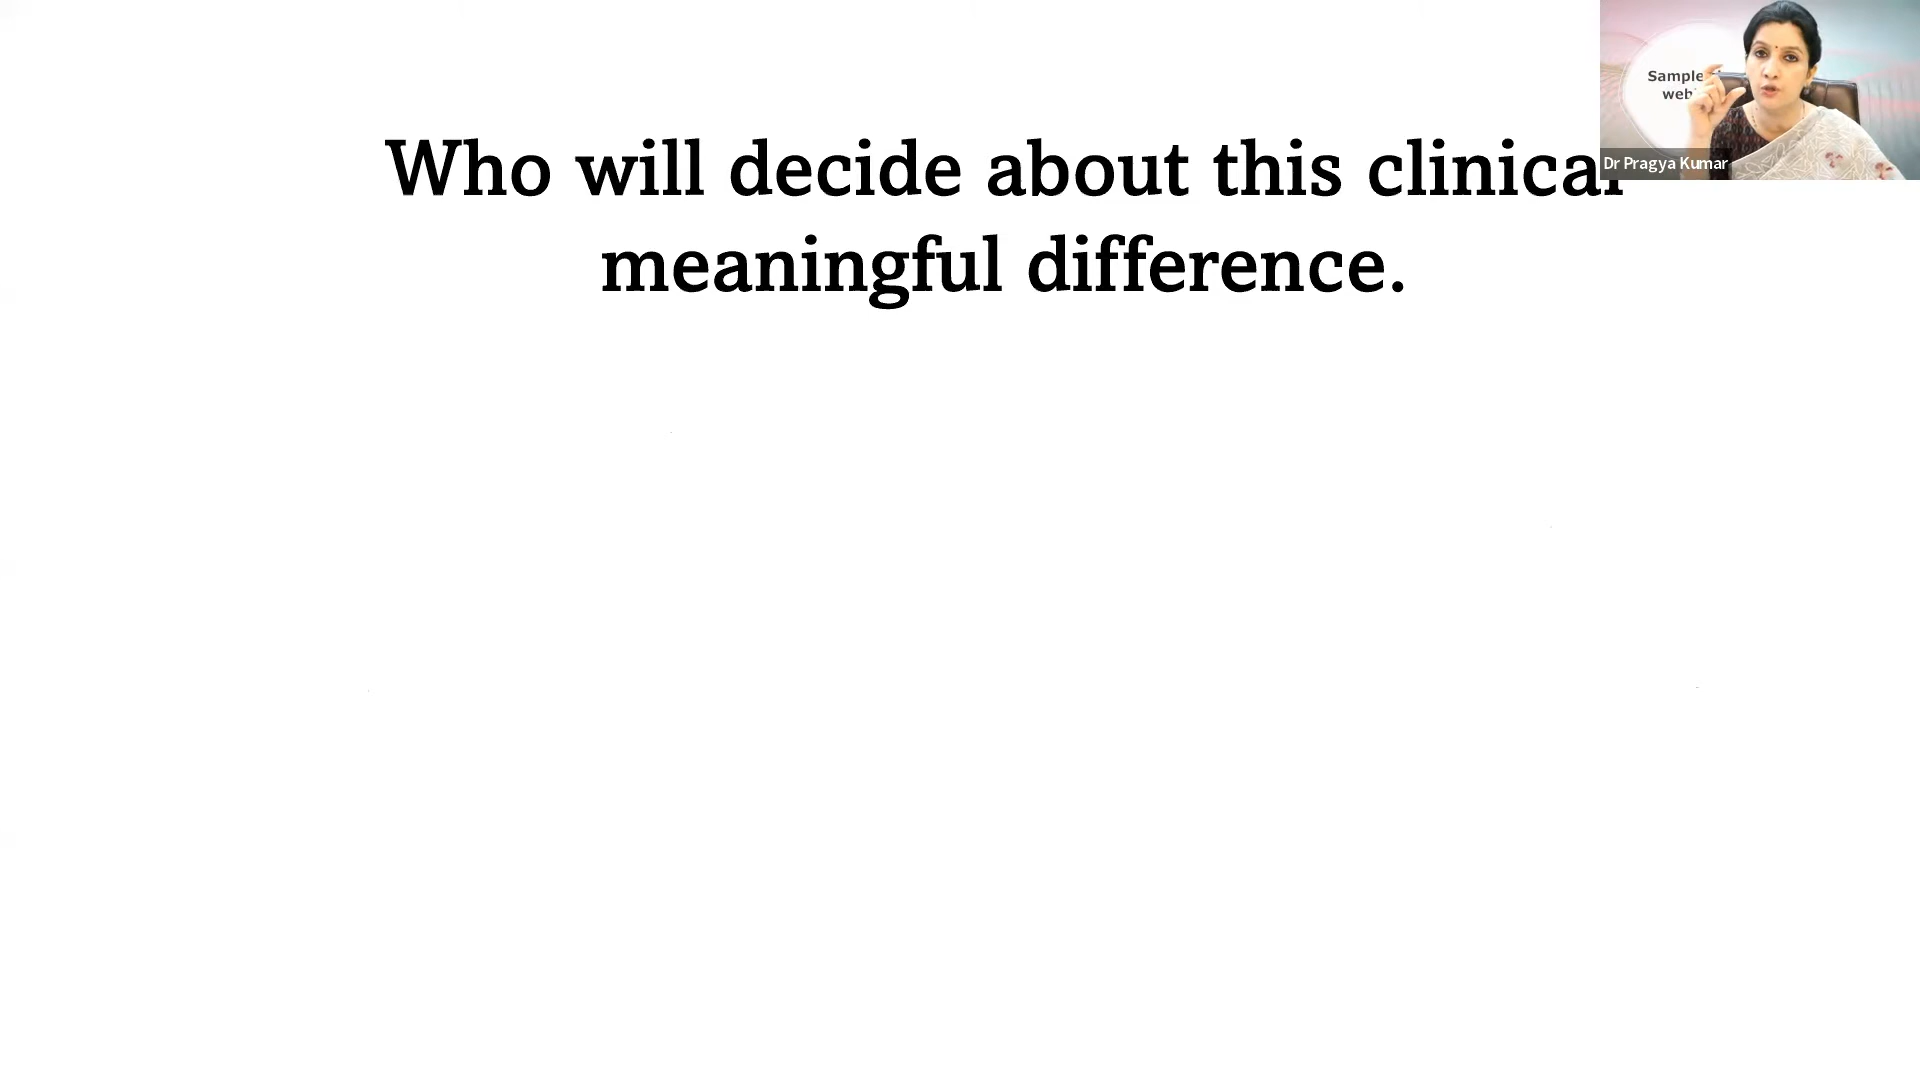 Who will decide about this clinical
meaningful difference.
Sample
web
Dr Pragya Kumar